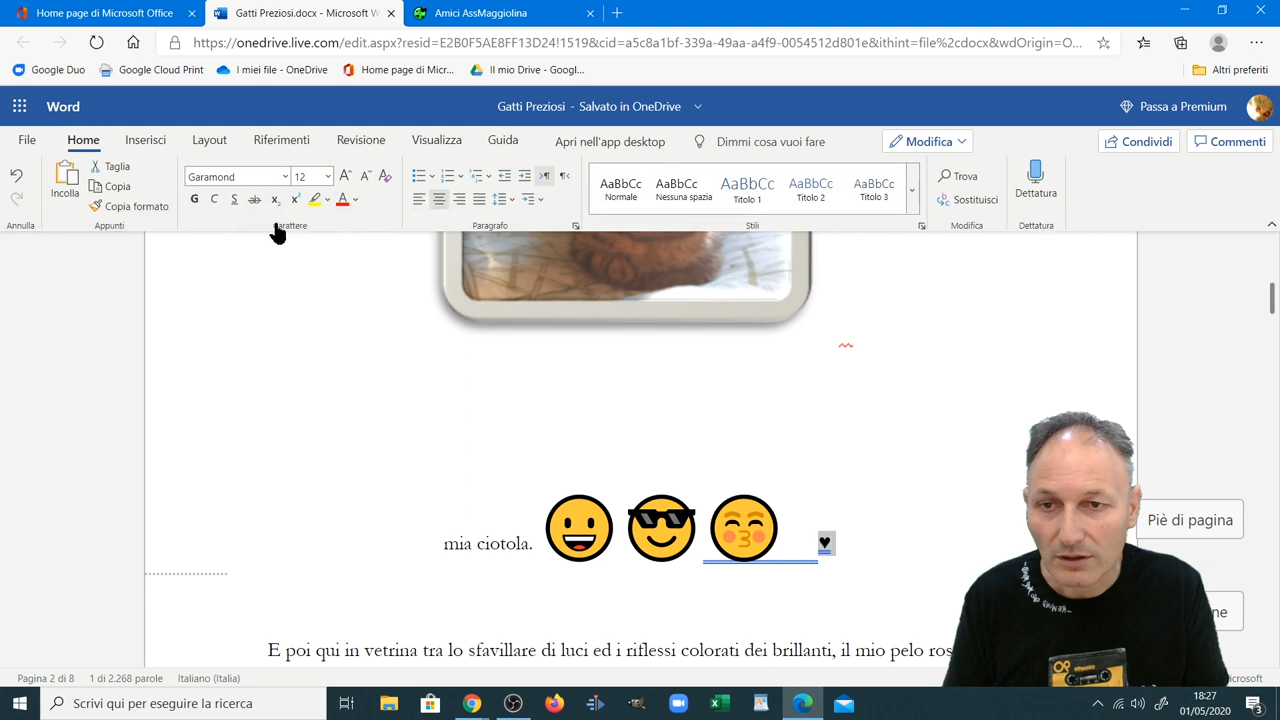 Home page di Microsoft Office
Gatti Preziosi.docx - Microsoft W
Amici AssMaggiolina
https://onedrive.live.com/edit.aspx?resid=E2B0F5AE8FF13D24!1519&cid=a5c8a1bf-339a-49aa-a4f9-0054512d801e&ithint=file%2cdocx&wdOrigin=O...
Google Duo
Google Cloud Print
I miei file - OneDrive
Home page di Micr...
Il mio Drive - Googl...
Altri preferiti
Word
Gatti Preziosi - Salvato in OneDrive
Passa a Premium
File
Home
Inserisci
Layout
Riferimenti
Revisione
Visualizza
Guida
Apri nell'app desktop
Dimmi cosa vuoi fare
Modifica
Condividi
Commenti
Incolla
Taglia
Copia
Copia formato
Garamond
12
G C S ab x₂ x² A
AaBbCc
Normale
AaBbCc
Nessuna spazia
AaBbCc
Titolo 1
AaBbCc
Titolo 2
AaBbCc
Titolo 3
Trova
Sostituisci
Dettatura
Annulla
Appunti
Carattere
Paragrafo
Stili
Modifica
Dettatura
mia ciotola. 😀 😎 😚 ♥
Piè di pagina
E poi qui in vetrina tra lo sfavillare di luci ed i riflessi colorati dei brillanti, il mio pelo
Pagina 2 di 8
1 di 2.268 parole
Italiano (Italia)
Scrivi qui per eseguire la ricerca
18:27
01/05/2020
3